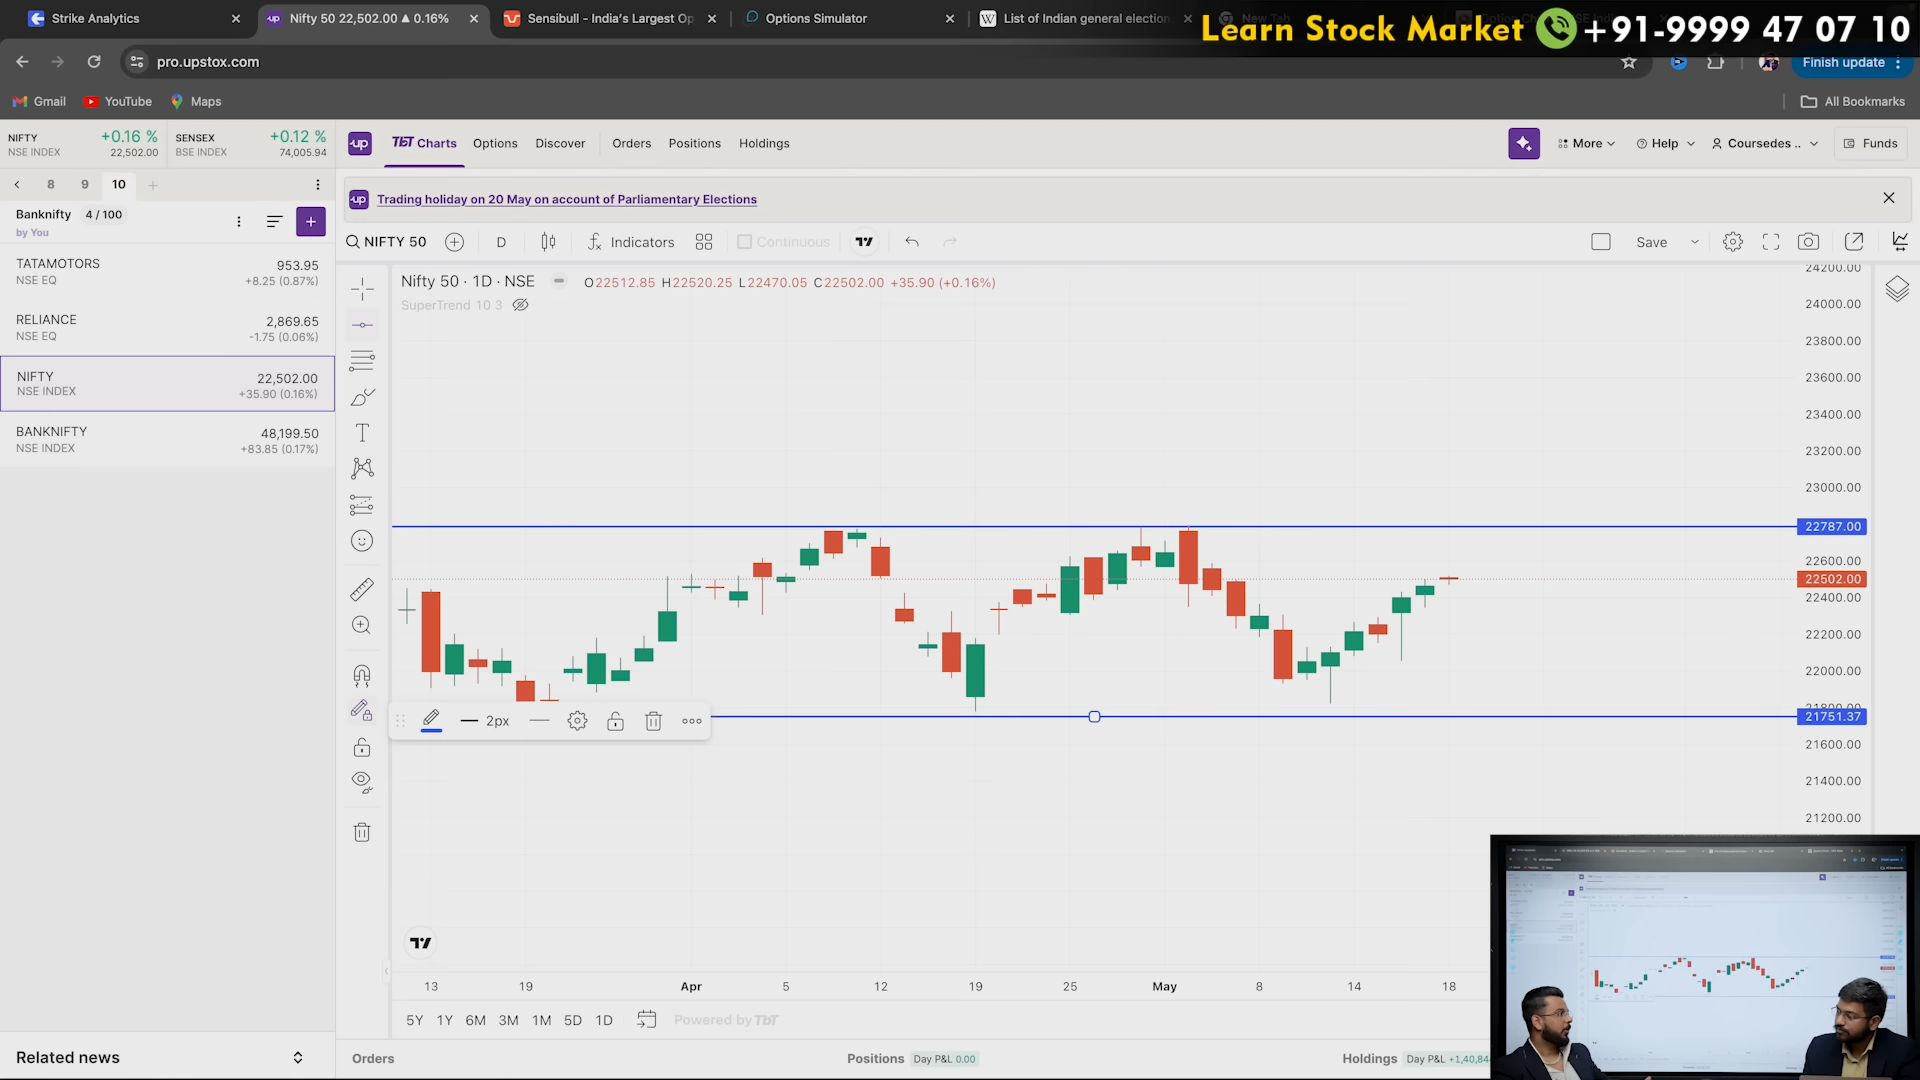 Strike Analytics
Nifty 50 22,502.00 ▲ 0.16%
Sensibull - India's Largest Op
Options Simulator
List of Indian general election
New Tab
Learn Stock Market +91-9999 47 07 10
pro.upstox.com
Finish update
Gmail
YouTube
Maps
All Bookmarks
NIFTY +0.16 %
NSE INDEX 22,502.00
SENSEX +0.12 %
BSE INDEX 74,005.94
up
TBT Charts
Options
Discover
Orders
Positions
Holdings
More
Help
Coursedes ..
Funds
8 9 10
Banknifty 4 / 100
by You
up
Trading holiday on 20 May on account of Parliamentary Elections
NIFTY 50
D
Indicators
Continuous
Save
TATAMOTORS 953.95
NSE EQ +8.25 (0.87%)
RELIANCE 2,869.65
NSE EQ -1.75 (0.06%)
NIFTY 22,502.00
NSE INDEX +35.90 (0.16%)
BANKNIFTY 48,199.50
NSE INDEX +83.85 (0.17%)
Nifty 50 · 1D · NSE O22512.85 H22520.25 L22470.05 C22502.00 +35.90 (+0.16%)
SuperTrend 10 3
24200.00
24000.00
23800.00
23600.00
23400.00
23200.00
23000.00
22787.00
22600.00
22502.00
22400.00
22200.00
22000.00
21800.00
21751.37
21600.00
21400.00
21200.00
2px
13 19 Apr 5 12 19 25 May 8 14 18
5Y 1Y 6M 3M 1M 5D 1D
Powered by TBT
Related news
Orders
Positions Day P&L 0.00
Holdings Day P&L +1,40,84